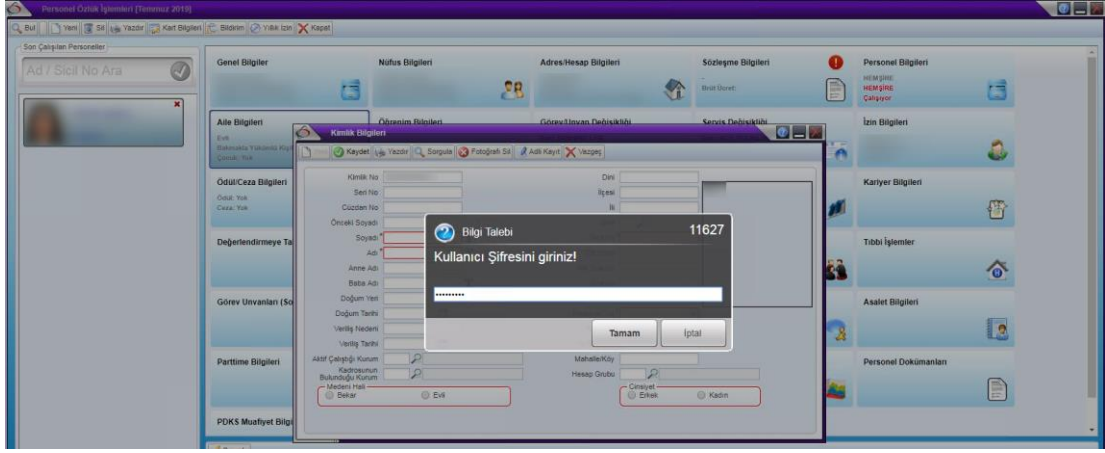 Personel Özlük İşlemleri [Temmuz 2019]
Bul Yeni Sil Yazdır Kart Bilgileri Bildirim Yıllık İzin Kapat
Son Çalışılan Personeller
Ad / Sicil No Ara
Genel Bilgiler
Nüfus Bilgileri
Adres/Hesap Bilgileri
Sözleşme Bilgileri
Brüt Ücret:
Personel Bilgileri
HEMŞİRE
HEMŞİRE
Çalışıyor
Aile Bilgileri
Evli
Çocuk: Yok
Öğrenim Bilgileri
Görev/Unvan Değişikliği
Servis Değişikliği
İzin Bilgileri
Ödül/Ceza Bilgileri
Ödül: Yok
Ceza: Yok
Kariyer Bilgileri
Değerlendirmeye Ta
Tıbbi İşlemler
Görev Unvanları (So
Asalet Bilgileri
Parttime Bilgileri
Personel Dokümanları
PDKS Muafiyet Bilgi
Kimlik Bilgileri
Kaydet Yazdır Sorgula Fotoğrafı Sil Adli Kayıt Vazgeç
Kimlik No
Dini
Seri No
İlçesi
Cüzdan No
İli
Önceki Soyadı
Soyadı *
Adı *
Anne Adı
Baba Adı
Doğum Yeri
Doğum Tarihi
Veriliş Nedeni
Veriliş Tarihi
Aktif Çalıştığı Kurum
Mahalle/Köy
Kadrosunun
Bulunduğu Kurum
Hesap Grubu
Medeni Hali
Bekar
Evli
Cinsiyet
Erkek
Kadın
Bilgi Talebi 11627
Kullanıcı Şifresini giriniz!
Tamam
İptal